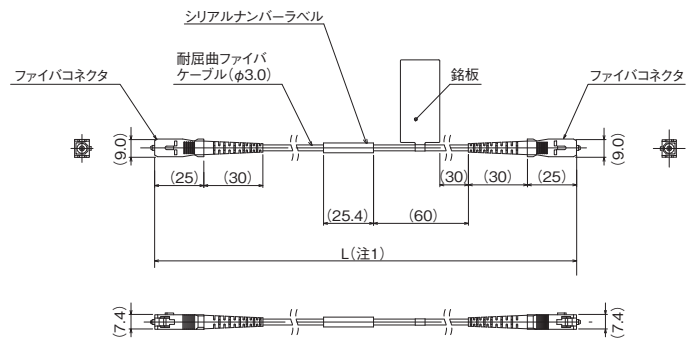 シリアルナンバーラベル
耐屈曲ファイバ
ケーブル(φ3.0)
銘板
ファイバコネクタ
ファイバコネクタ
(9.0)
(9.0)
(25)
(30)
(30)
(30)
(25)
(25.4)
(60)
L(注1)
(7.4)
(7.4)